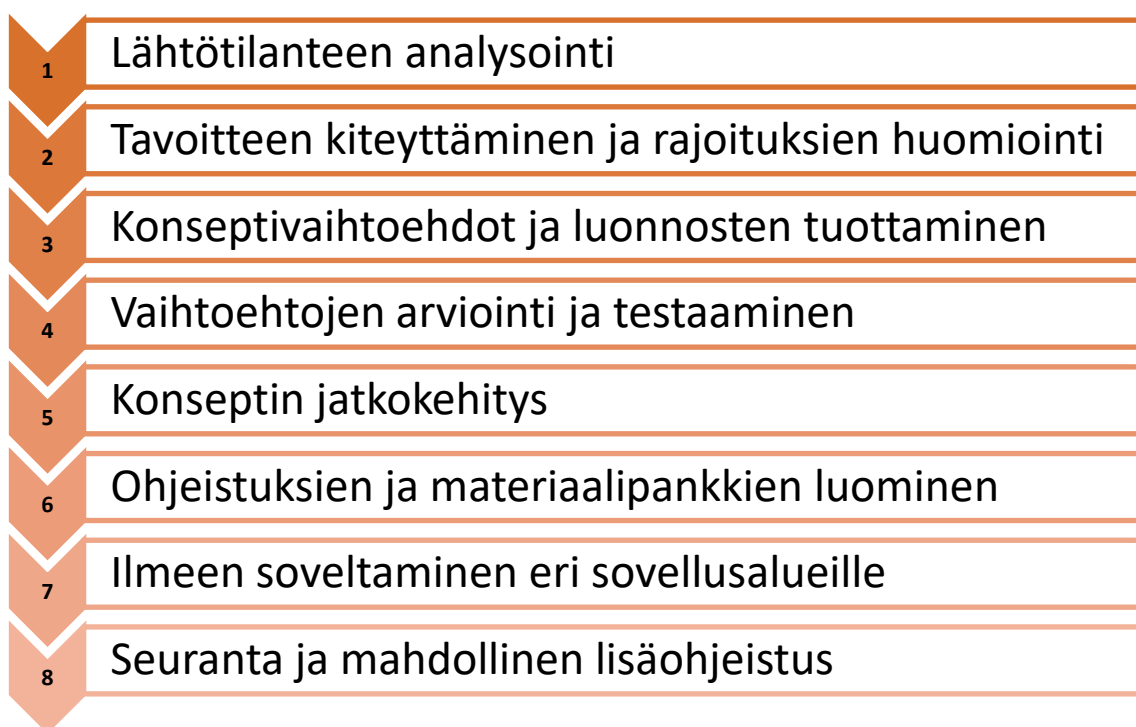 1 Lähtötilanteen analysointi
2 Tavoitteen kiteyttäminen ja rajoituksien huomiointi
3 Konseptivaihtoehdot ja luonnosten tuottaminen
4 Vaihtoehtojen arviointi ja testaaminen
5 Konseptin jatkokehitys
6 Ohjeistuksien ja materiaalipankkien luominen
7 Ilmeen soveltaminen eri sovellusalueille
8 Seuranta ja mahdollinen lisäohjeistus